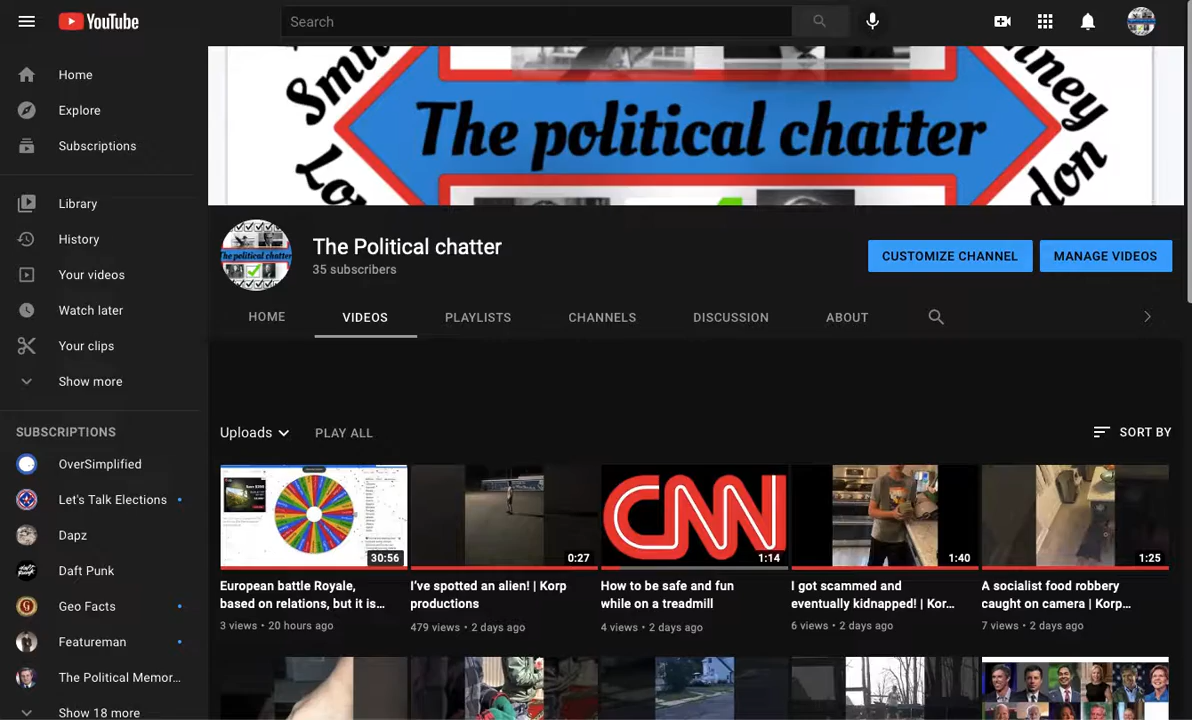 YouTube
Search
Home
Explore
Subscriptions
Library
History
Your videos
Watch later
Your clips
Show more
SUBSCRIPTIONS
OverSimplified
Let's Talk Elections
Dapz
Daft Punk
Geo Facts
Featureman
The Political Memor...
Show 18 more
The political chatter
The Political chatter
35 subscribers
CUSTOMIZE CHANNEL
MANAGE VIDEOS
HOME
VIDEOS
PLAYLISTS
CHANNELS
DISCUSSION
ABOUT
Uploads
PLAY ALL
SORT BY
30:56
European battle Royale,
based on relations, but it is...
3 views • 20 hours ago
0:27
I've spotted an alien! | Korp
productions
479 views • 2 days ago
CNN
1:14
How to be safe and fun
while on a treadmill
4 views • 2 days ago
1:40
I got scammed and
eventually kidnapped! | Kor...
6 views • 2 days ago
1:25
A socialist food robbery
caught on camera | Korp...
7 views • 2 days ago